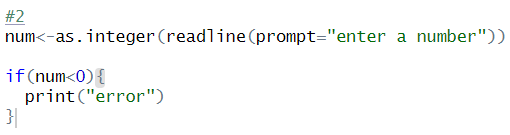 #2
num<-as.integer(readline(prompt="enter a number"))
if(num<0){
print("error")
}